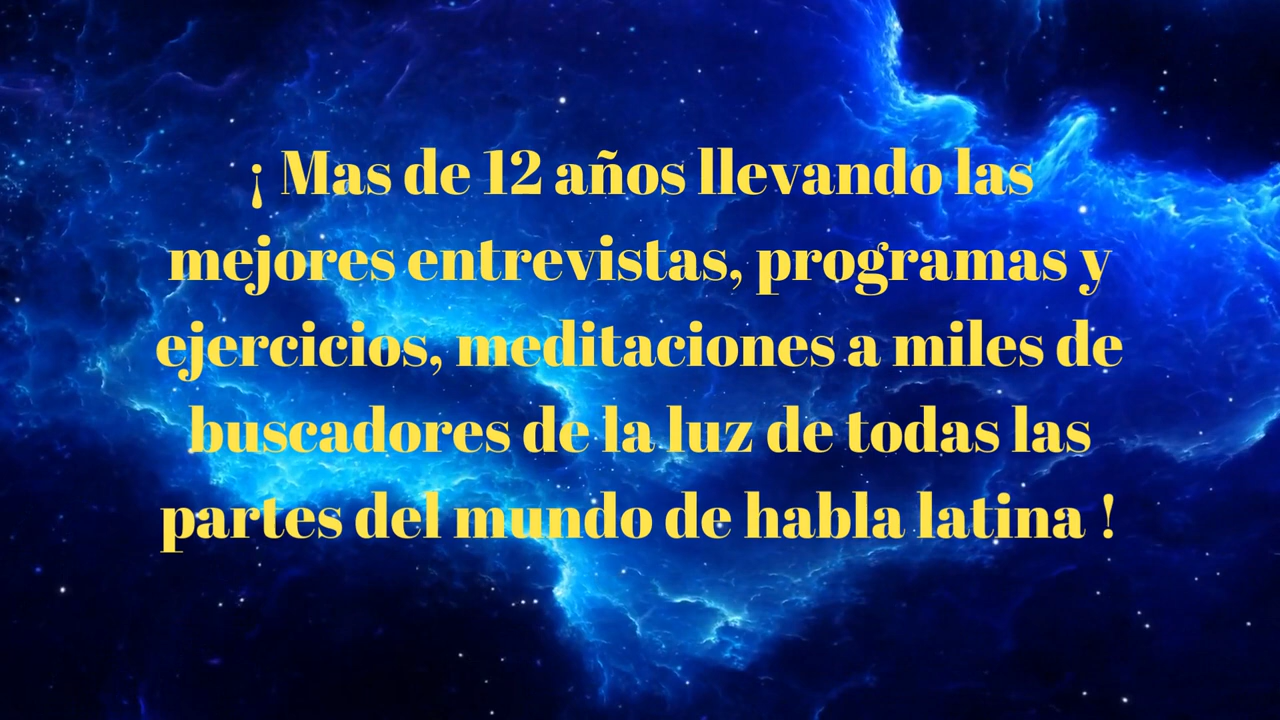 ¡ Mas de 12 años llevando las
mejores entrevistas, programas y
ejercicios, meditaciones a miles de
buscadores de la luz de todas las
partes del mundo de habla latina !